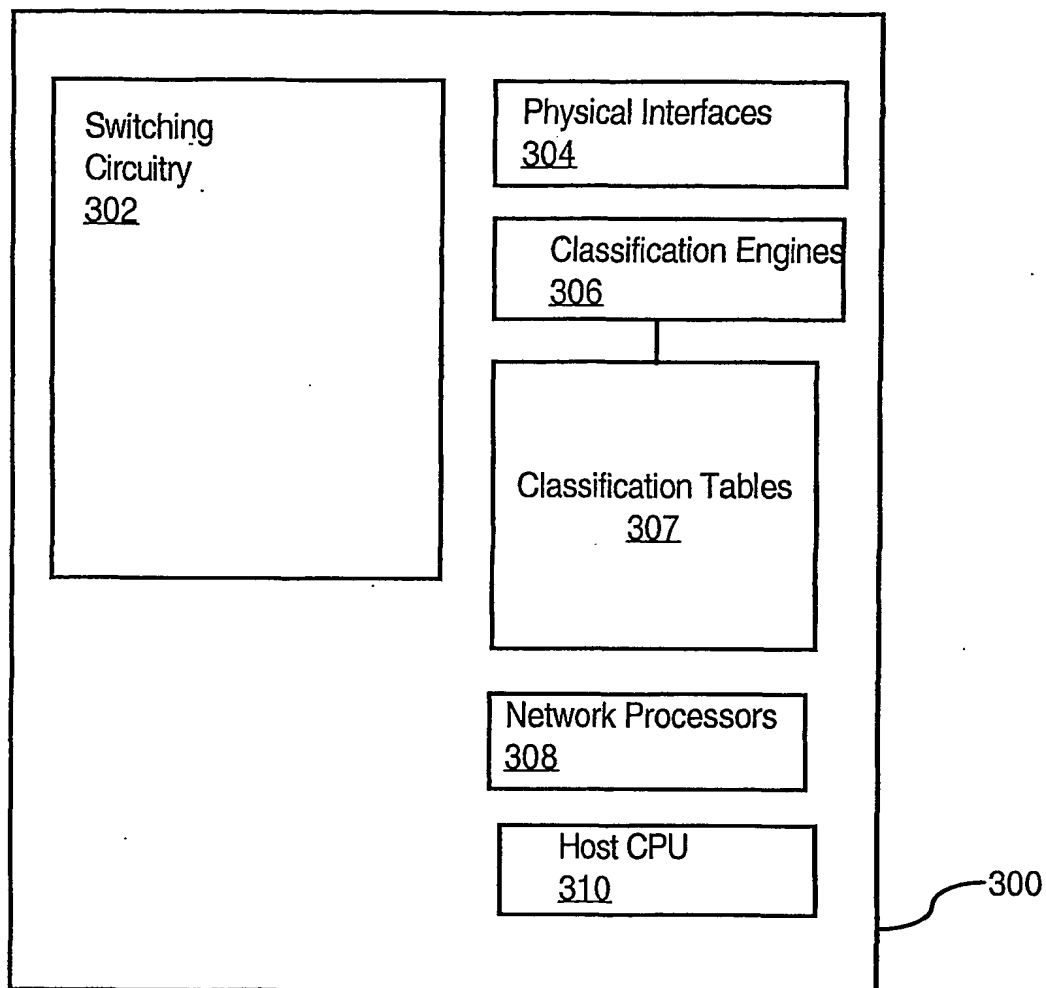 Switching
Circuitry
302
Physical Interfaces
304
Classification Engines
306
Classification Tables
307
Network Processors
308
Host CPU
310
300